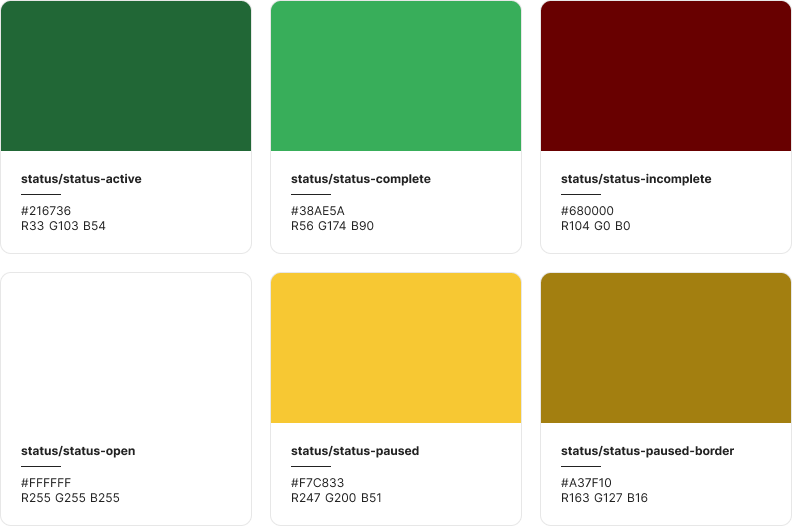 status/status-active
#216736
R33 G103 B54
status/status-complete
#38AE5A
R56 G174 B90
status/status-incomplete
#680000
R104 G0 B0
status/status-open
#FFFFFF
R255 G255 B255
status/status-paused
#F7C833
R247 G200 B51
status/status-paused-border
#A37F10
R163 G127 B16